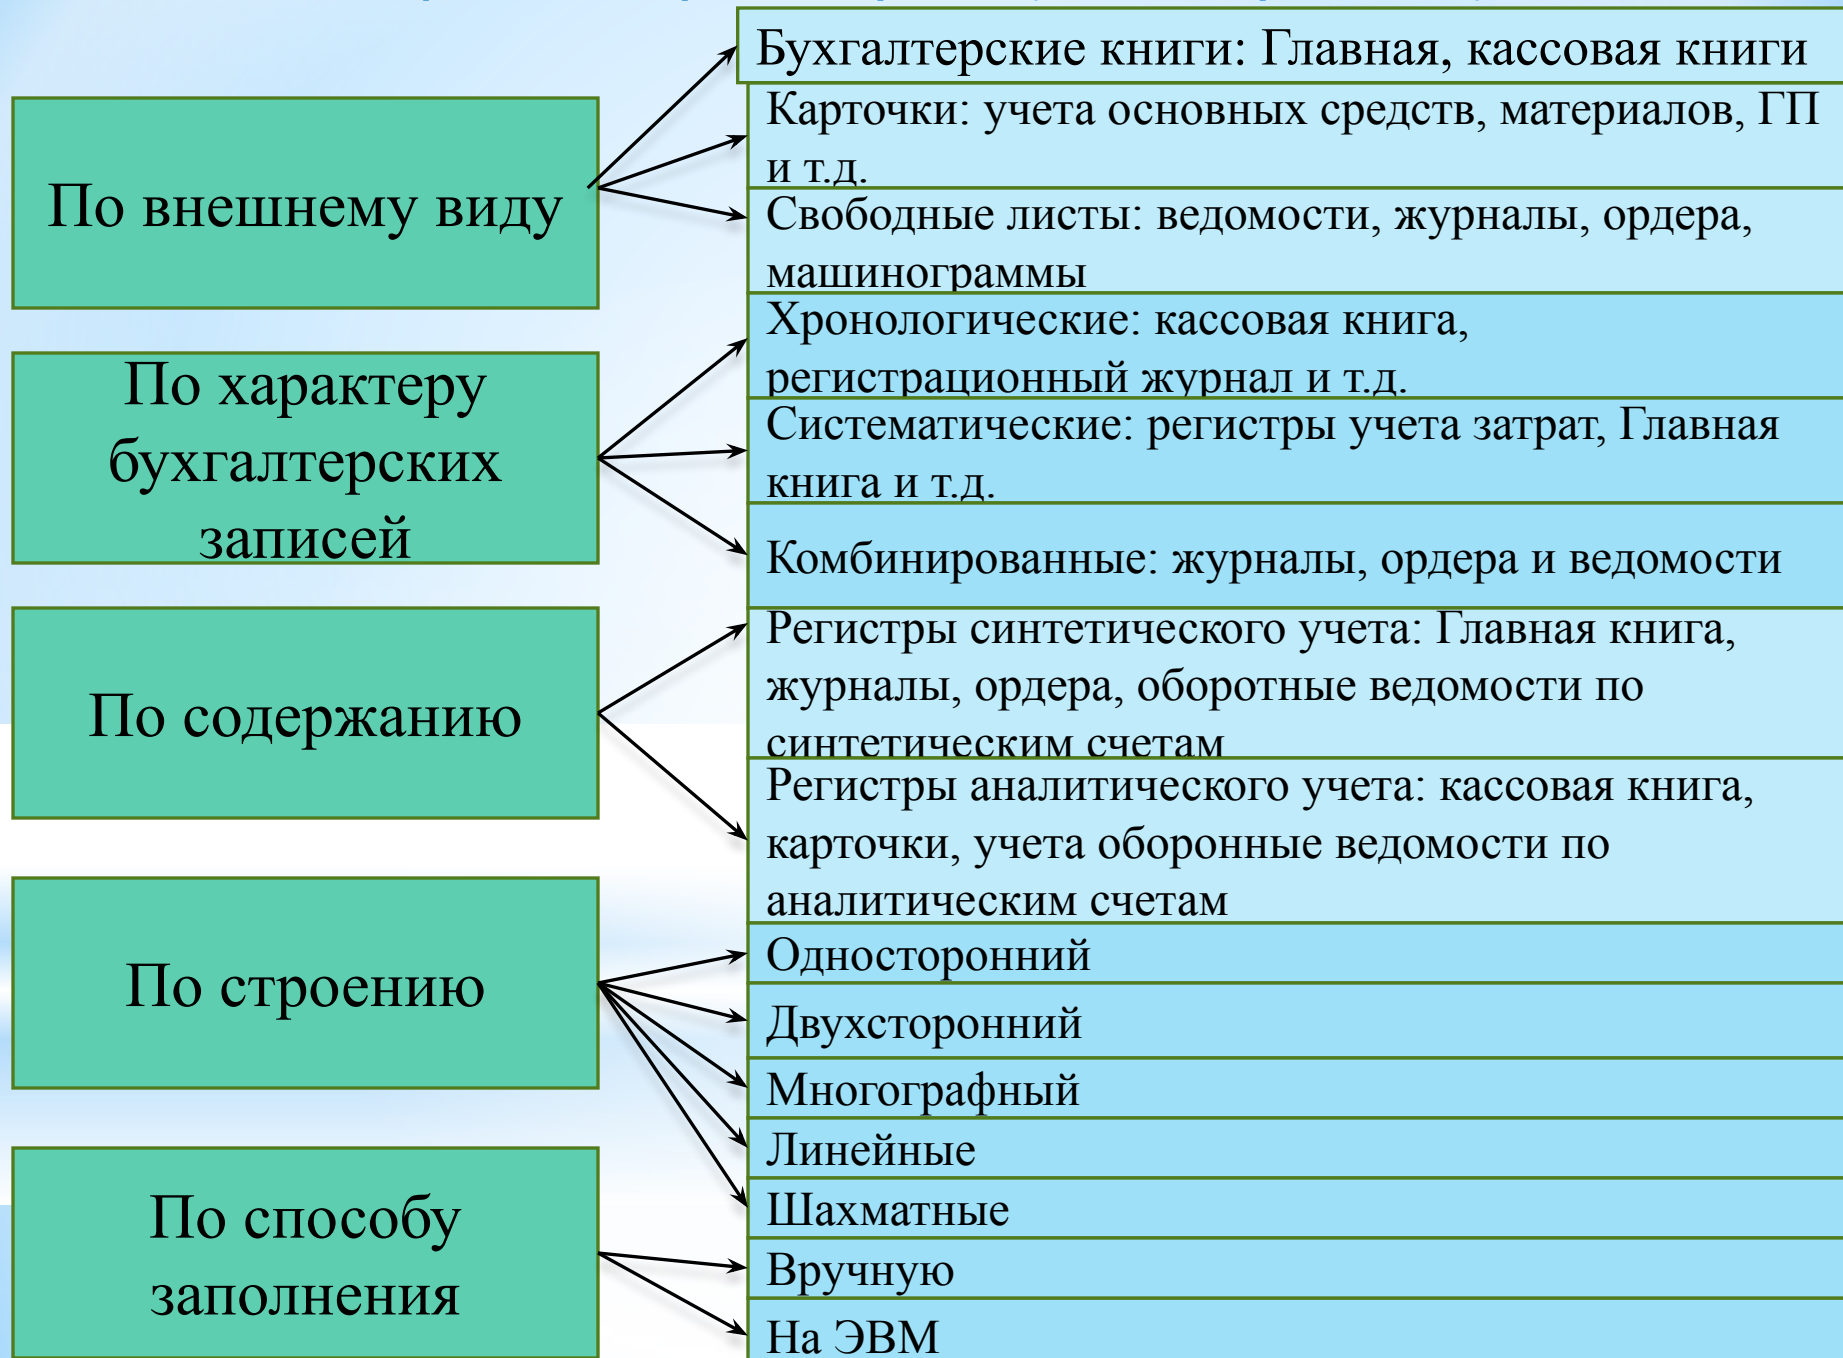 По внешнему виду
Бухгалтерские книги: Главная, кассовая книги
Карточки: учета основных средств, материалов, ГП
и т.д.
Свободные листы: ведомости, журналы, ордера,
машинограммы
По характеру
бухгалтерских
записей
Хронологические: кассовая книга,
регистрационный журнал и т.д.
Систематические: регистры учета затрат, Главная
книга и т.д.
Комбинированные: журналы, ордера и ведомости
По содержанию
Регистры синтетического учета: Главная книга,
журналы, ордера, оборотные ведомости по
синтетическим счетам
Регистры аналитического учета: кассовая книга,
карточки, учета оборонные ведомости по
аналитическим счетам
По строению
Односторонний
Двухсторонний
Многографный
Линейные
Шахматные
По способу
заполнения
Вручную
На ЭВМ